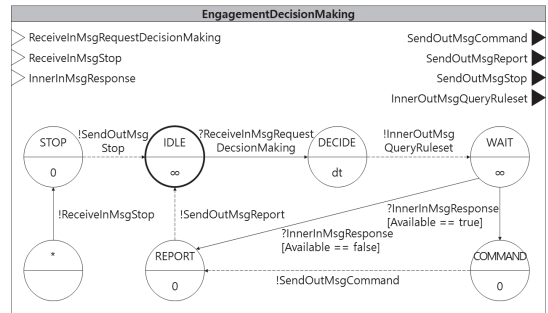 EngagementDecisionMaking
ReceiveInMsgRequestDecisionMaking
SendOutMsgCommand
ReceiveInMsgStop
SendOutMsgReport
InnerInMsgResponse
SendOutMsgStop
InnerOutMsgQueryRuleset
STOP
0
!SendOutMsg
Stop
IDLE
∞
?ReceiveInMsgRequest
DecsionMaking
DECIDE
dt
!InnerOutMsg
QueryRuleset
WAIT
∞
!ReceiveInMsgStop
!SendOutMsgReport
?InnerInMsgResponse
[Available == false]
?InnerInMsgResponse
[Available == true]
*
REPORT
0
!SendOutMsgCommand
COMMAND
0